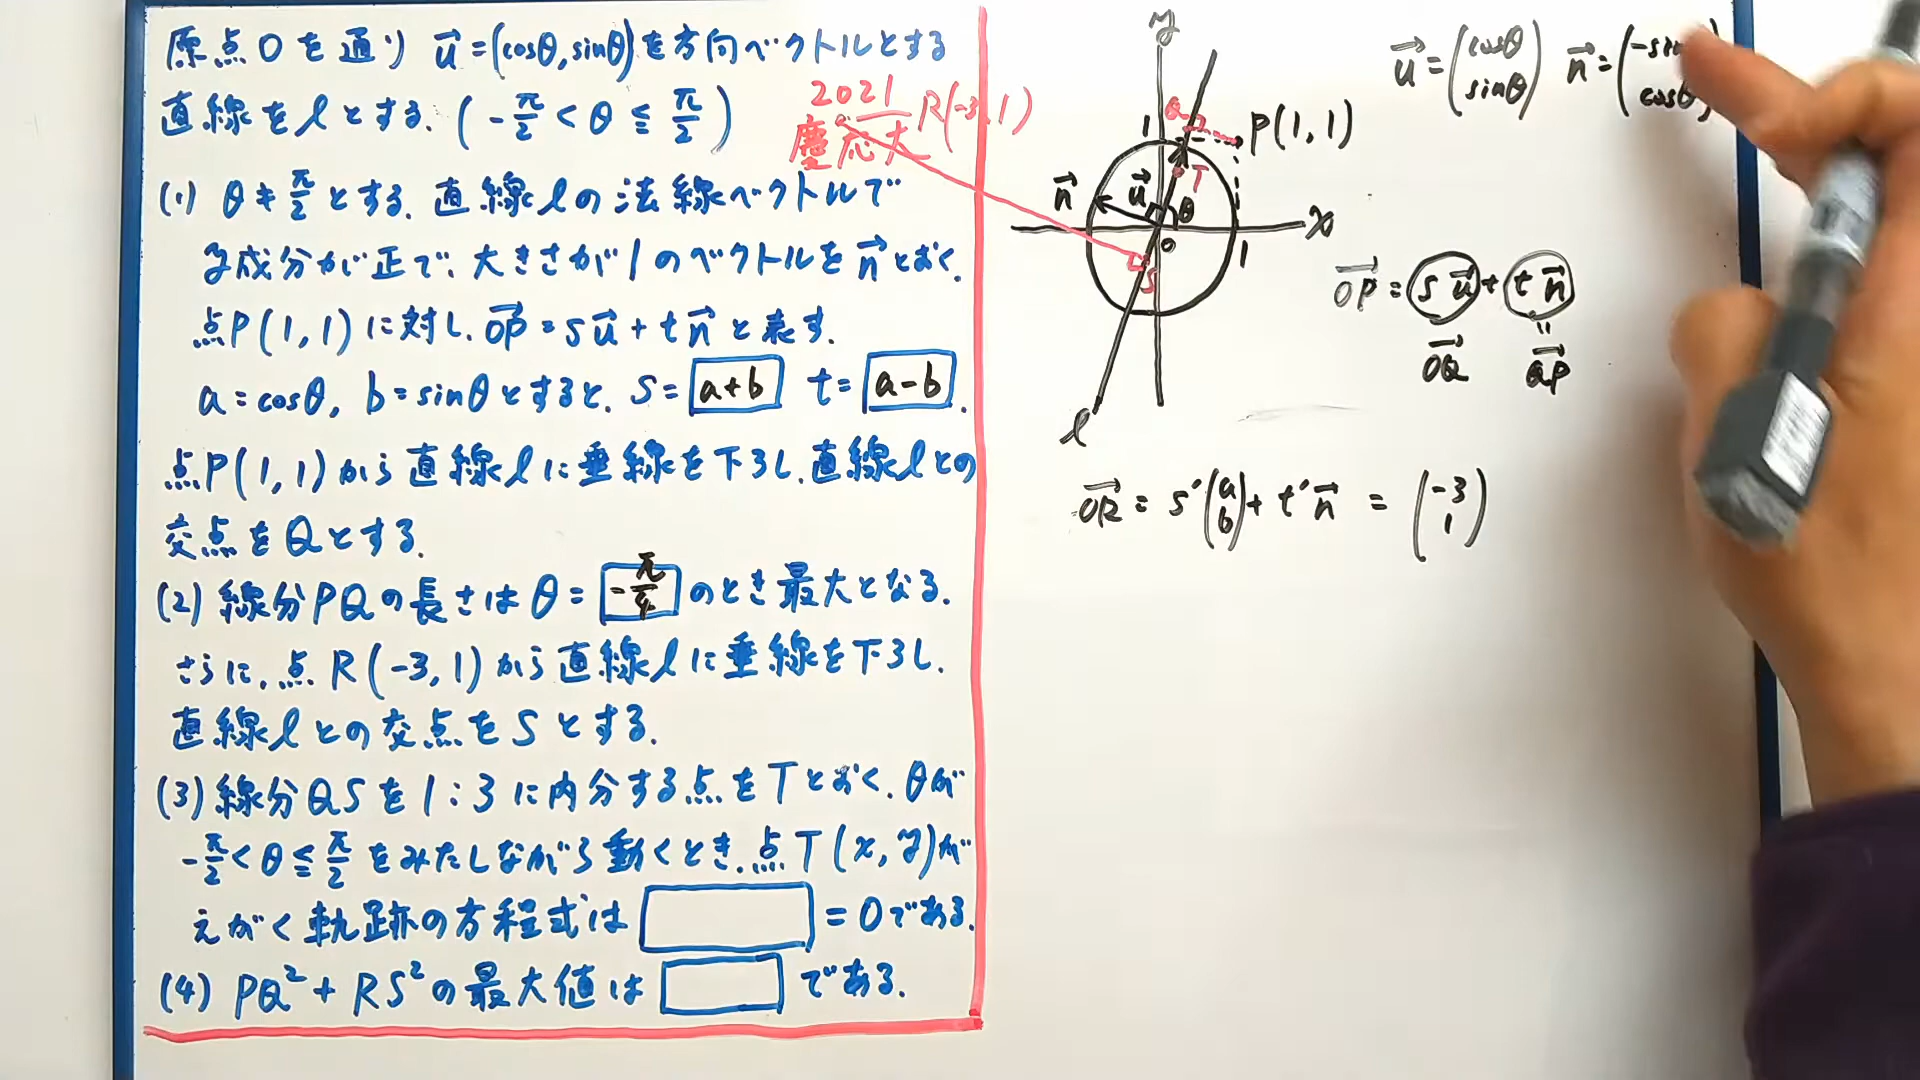 原点Oを通り u=(cosθ, sinθ)を方向ベクトルとする
直線をlとする. (-π/2 < θ ≦ π/2)
(1) θ≠π/2とする. 直線lの法線ベクトルで
y成分が正で、大きさが1のベクトルをnとおく.
点P(1, 1)に対し. OP = su + tn と表す.
a = cosθ, b = sinθとすると. s = a+b t = a-b.
点P(1, 1)から直線lに垂線を下ろし. 直線lとの
交点をQとする.
(2) 線分PQの長さはθ = -π/4 のとき最大となる.
さらに. 点R(-3, 1)から直線lに垂線を下ろし.
直線lとの交点をSとする.
(3) 線分QSを1:3に内分する点をTとおく. θが
-π/2 < θ ≦ π/2 をみたしながら動くとき. 点T(x, y)が
えがく軌跡の方程式は = 0である.
(4) PQ² + RS² の最大値は である.
2021
慶応大
R(-3, 1)
y
Q
P(1, 1)
1
T
n
u
θ
x
O
1
S
l
u = (cosθ sinθ) n = ( cosθ)
OP = su + tn
OQ
=
QP
OR = s'(a b) + t'n = (-3 1)